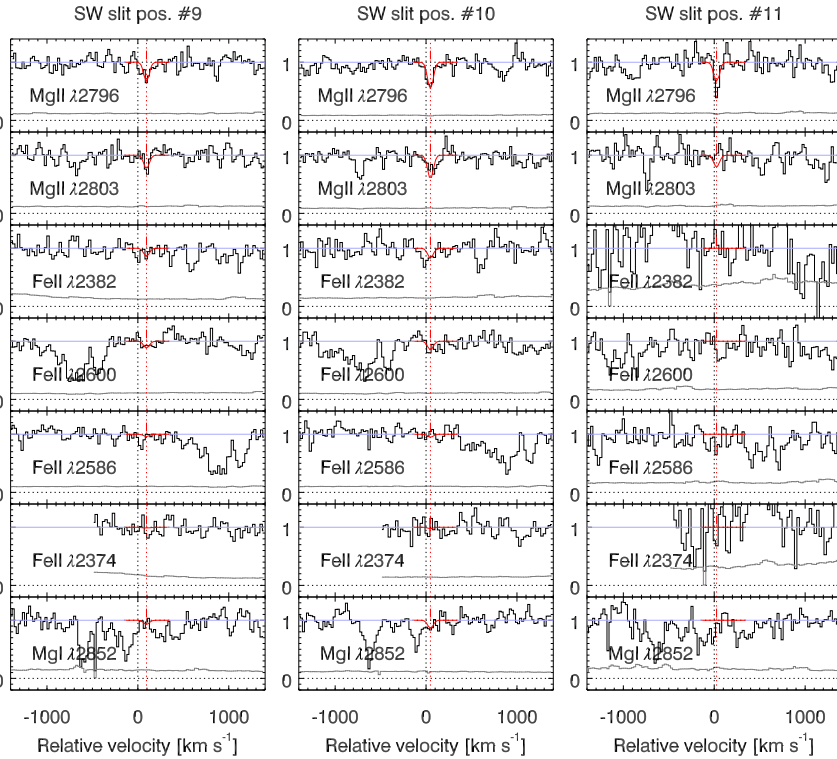 SW slit pos. #9 SW slit pos. #10 SW slit pos. #11
1 1 1
MgII λ2796 MgII λ2796 MgII λ2796
0 0 0
1 1 1
MgII λ2803 MgII λ2803 MgII λ2803
0 0 0
1 1 1
FeII λ2382 FeII λ2382 FeII λ2382
0 0 0
1 1 1
FeII λ2600 FeII λ2600 FeII λ2600
0 0 0
1 1 1
FeII λ2586 FeII λ2586 FeII λ2586
0 0 0
1 1 1
FeII λ2374 FeII λ2374 FeII λ2374
0 0 0
1 1 1
MgI λ2852 MgI λ2852 MgI λ2852
0 0 0
-1000 0 1000 -1000 0 1000 -1000 0 1000
Relative velocity [km s⁻¹] Relative velocity [km s⁻¹] Relative velocity [km s⁻¹]